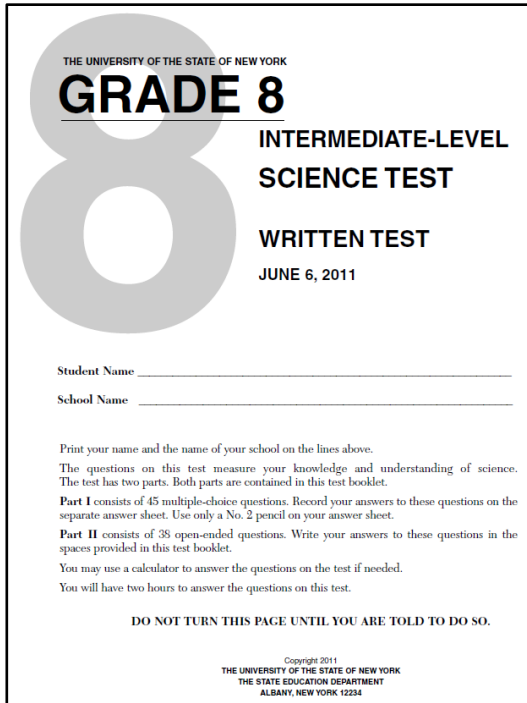 8
THE UNIVERSITY OF THE STATE OF NEW YORK
GRADE 8
INTERMEDIATE-LEVEL
SCIENCE TEST
WRITTEN TEST
JUNE 6, 2011
Student Name
School Name
Print your name and the name of your school on the lines above.
The questions on this test measure your knowledge and understanding of science.
The test has two parts. Both parts are contained in this test booklet.
Part I consists of 45 multiple-choice questions. Record your answers to these questions on the
separate answer sheet. Use only a No. 2 pencil on your answer sheet.
Part II consists of 38 open-ended questions. Write your answers to these questions in the
spaces provided in this test booklet.
You may use a calculator to answer the questions on the test if needed.
You will have two hours to answer the questions on this test.
DO NOT TURN THIS PAGE UNTIL YOU ARE TOLD TO DO SO.
Copyright 2011
THE UNIVERSITY OF THE STATE OF NEW YORK
THE STATE EDUCATION DEPARTMENT
ALBANY, NEW YORK 12234